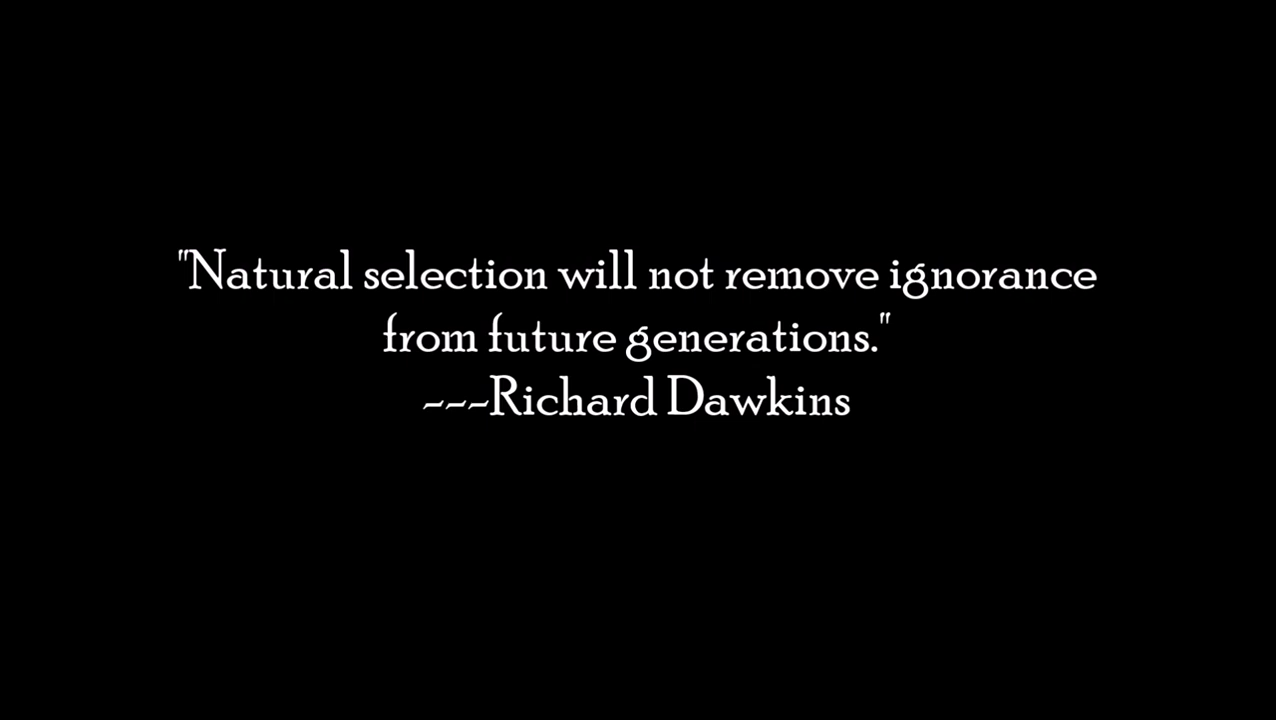 "Natural selection will not remove ignorance
from future generations."
---Richard Dawkins